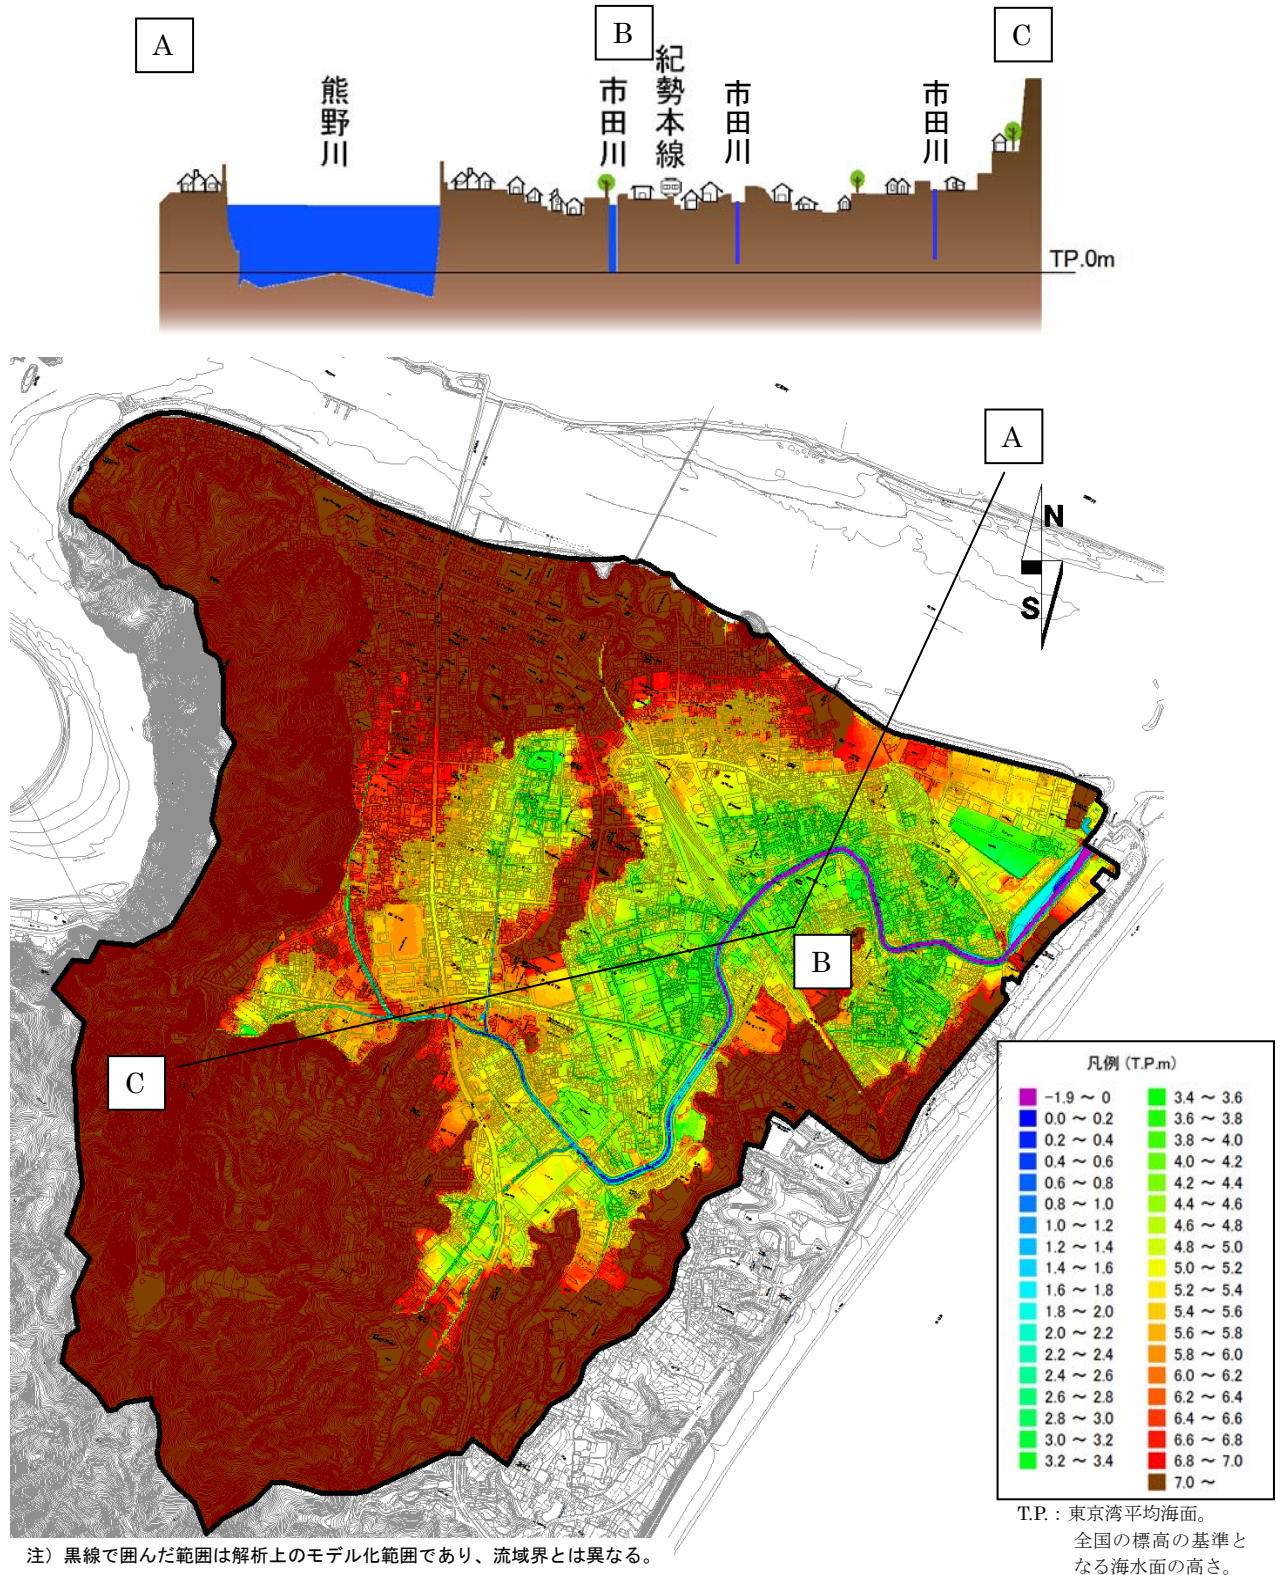 A
B
C
熊野川
市田川
紀勢本線
市田川
市田川
TP.0m
A
N
S
B
C
凡例 (T.P.m)
-1.9 ～ 0
0.0 ～ 0.2
0.2 ～ 0.4
0.4 ～ 0.6
0.6 ～ 0.8
0.8 ～ 1.0
1.0 ～ 1.2
1.2 ～ 1.4
1.4 ～ 1.6
1.6 ～ 1.8
1.8 ～ 2.0
2.0 ～ 2.2
2.2 ～ 2.4
2.4 ～ 2.6
2.6 ～ 2.8
2.8 ～ 3.0
3.0 ～ 3.2
3.2 ～ 3.4
3.4 ～ 3.6
3.6 ～ 3.8
3.8 ～ 4.0
4.0 ～ 4.2
4.2 ～ 4.4
4.4 ～ 4.6
4.6 ～ 4.8
4.8 ～ 5.0
5.0 ～ 5.2
5.2 ～ 5.4
5.4 ～ 5.6
5.6 ～ 5.8
5.8 ～ 6.0
6.0 ～ 6.2
6.2 ～ 6.4
6.4 ～ 6.6
6.6 ～ 6.8
6.8 ～ 7.0
7.0 ～
T.P.：東京湾平均海面。
全国の標高の基準と
なる海水面の高さ。
注）黒線で囲んだ範囲は解析上のモデル化範囲であり、流域界とは異なる。